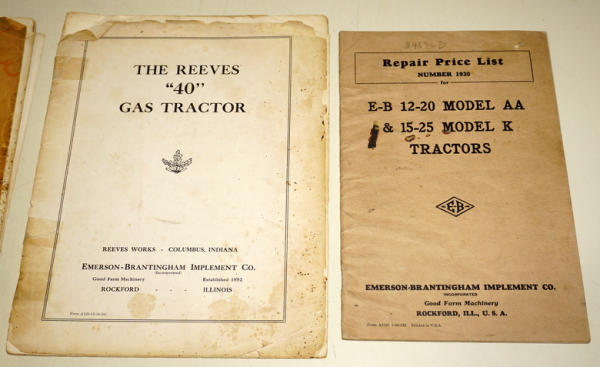 THE REEVES
"40"
GAS TRACTOR
REEVES WORKS - COLUMBUS, INDIANA
EMERSON-BRANTINGHAM IMPLEMENT CO.
(Incorporated)
Good Farm Machinery Established 1852
ROCKFORD - - - ILLINOIS
Repair Price List
NUMBER 1930
for
E-B 12-20 MODEL AA
& 15-25 MODEL K
TRACTORS
E-B
EMERSON-BRANTINGHAM IMPLEMENT CO.
INCORPORATED
Good Farm Machinery
ROCKFORD, ILL., U. S. A.
Printed in U.S.A.